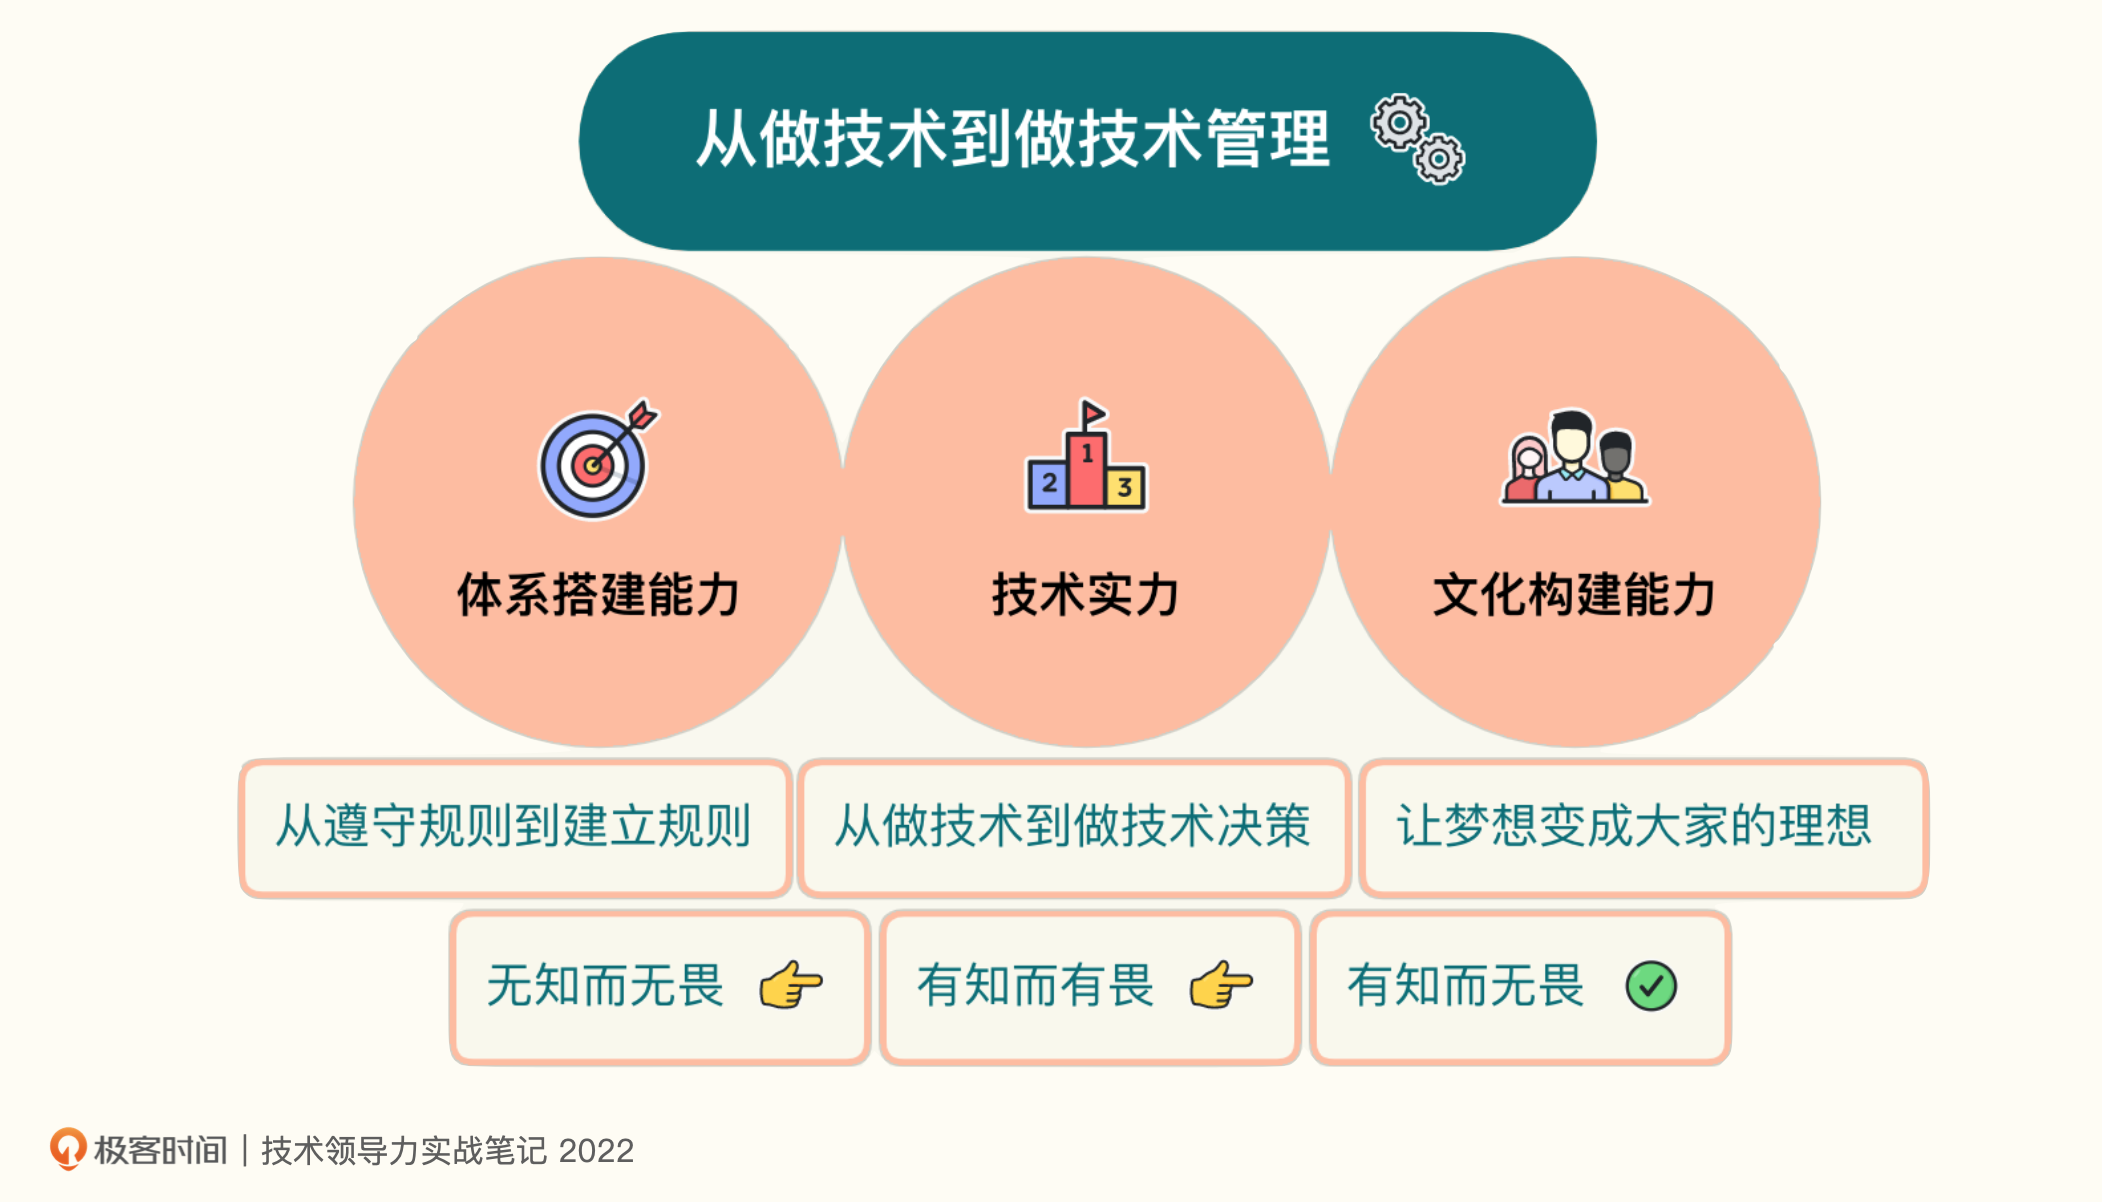 从做技术到做技术管理
2 1 3
体系搭建能力
技术实力
文化构建能力
从遵守规则到建立规则
从做技术到做技术决策
让梦想变成大家的理想
无知而无畏
有知而有畏
有知而无畏
极客时间 | 技术领导力实战笔记 2022